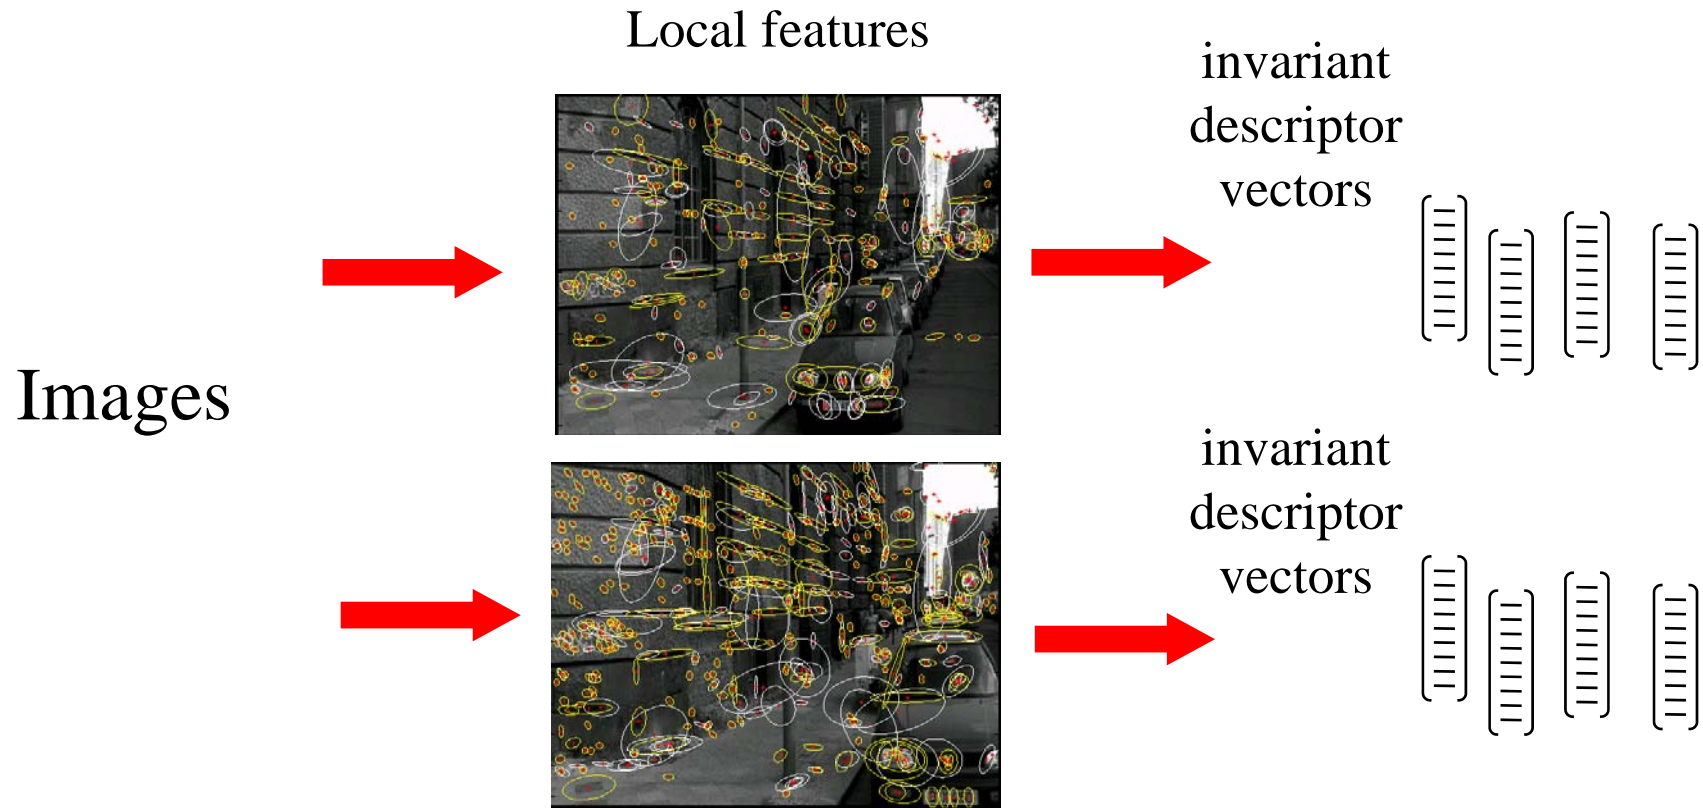 Local features
invariant
descriptor
vectors
Images
invariant
descriptor
vectors